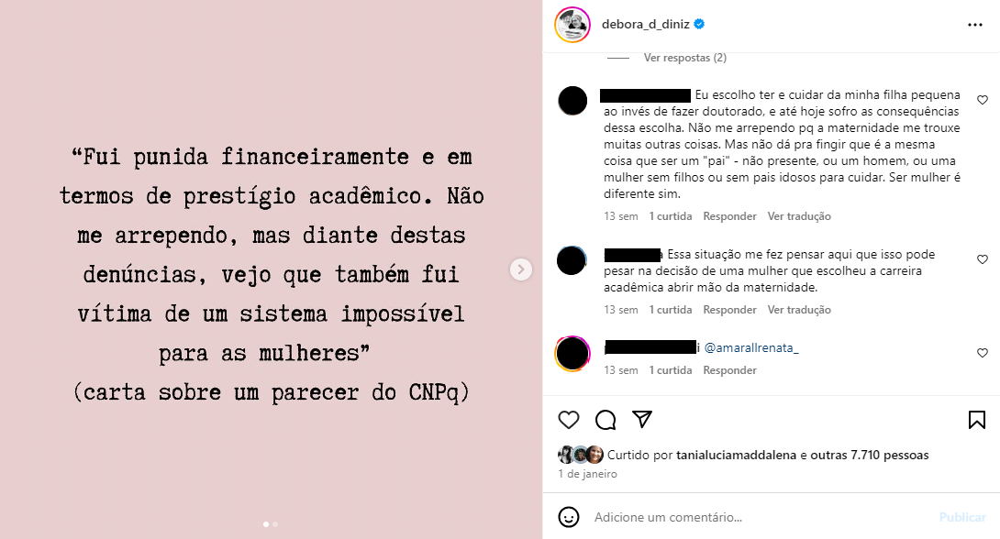 “Fui punida financeiramente e em
termos de prestígio acadêmico. Não
me arrependo, mas diante destas
denúncias, vejo que também fui
vítima de um sistema impossível
para as mulheres”
(carta sobre um parecer do CNPq)
debora_d_diniz
Ver respostas (2)
Eu escolho ter e cuidar da minha filha pequena
ao invés de fazer doutorado, e até hoje sofro as consequências
dessa escolha. Não me arrependo pq a maternidade me trouxe
muitas outras coisas. Mas não dá pra fingir que é a mesma
coisa que ser um "pai" - não presente, ou um homem, ou uma
mulher sem filhos ou sem pais idosos para cuidar. Ser mulher é
diferente sim.
13 sem 1 curtida Responder Ver tradução
Essa situação me fez pensar aqui que isso pode
pesar na decisão de uma mulher que escolheu a carreira
acadêmica abrir mão da maternidade.
13 sem 1 curtida Responder Ver tradução
@amarallrenata_
13 sem 1 curtida Responder
Curtido por tanialuciamaddalena e outras 7.710 pessoas
1 de janeiro
Adicione um comentário... Publicar